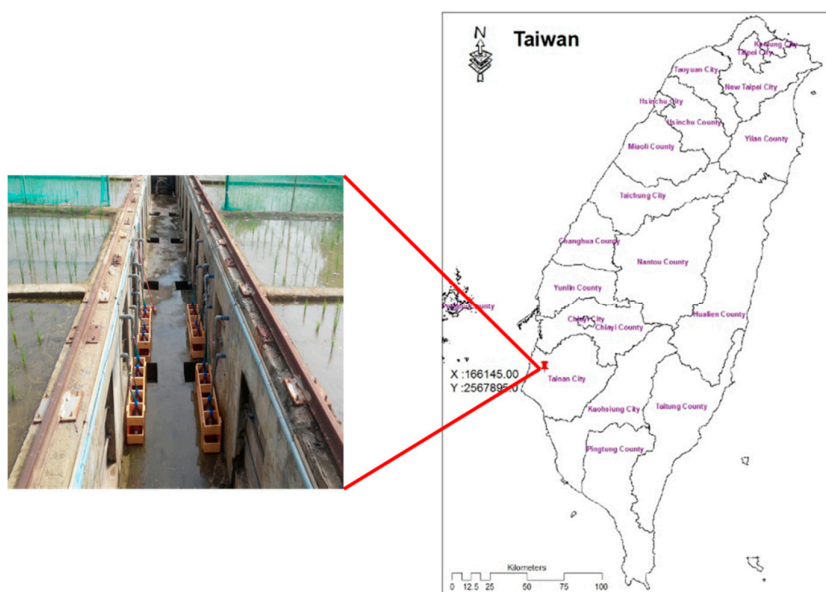 N
Taiwan
Keelung City
Taipei City
Taoyuan City
New Taipei City
Hsinchu City
Hsinchu County
Yilan County
Miaoli County
Taichung City
Changhua County
Nantou County
Yunlin County
Hualien County
Chiayi City
Chiayi County
X :166145.00
Y :2567895.0
Tainan City
Kaohsiung City
Taitung County
Pingtung County
Kilometers
0 12.5 25 50 75 100